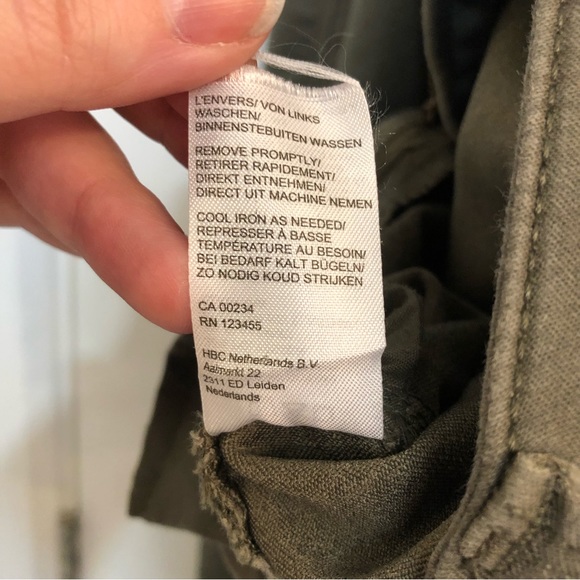 L'ENVERS/ VON LINKS
WASCHEN/
BINNENSTEBUITEN WASSEN
REMOVE PROMPTLY/
RETIRER RAPIDEMENT/
DIREKT ENTNEHMEN/
DIRECT UIT MACHINE NEMEN
COOL IRON AS NEEDED/
REPRESSER À BASSE
TEMPÉRATURE AU BESOIN/
BEI BEDARF KALT BÜGELN/
ZO NODIG KOUD STRIJKEN
CA 00234
RN 123455
HBC Netherlands B.V
Aalmarkt 22
2311 ED Leiden
Nederlands